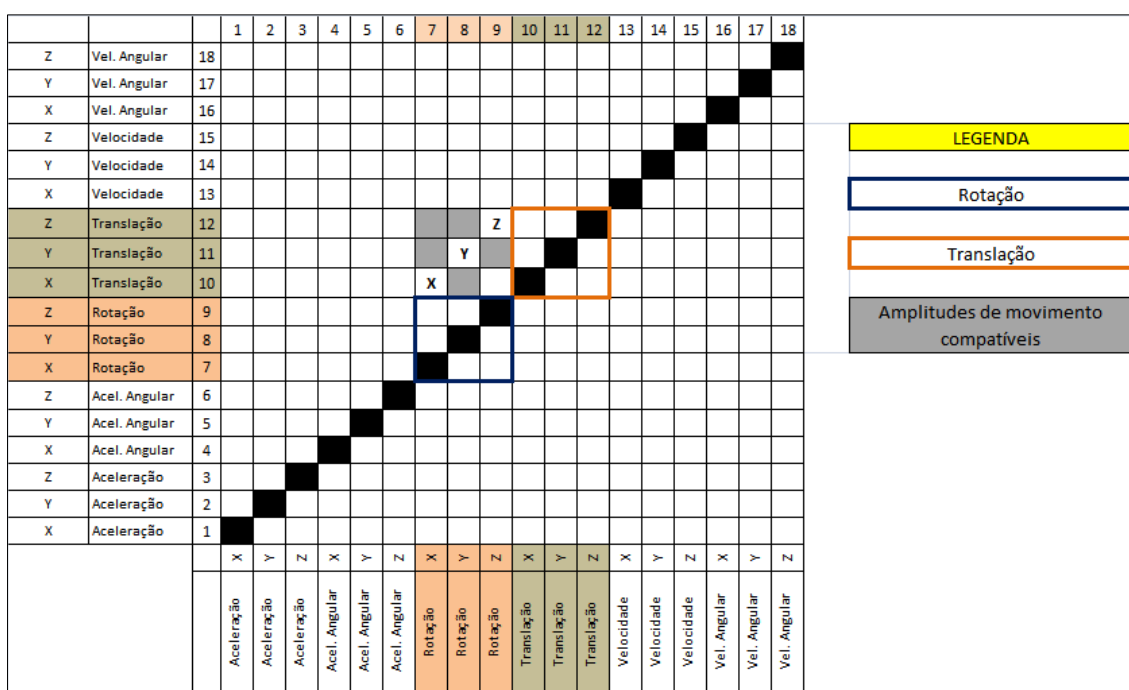 1 2 3 4 5 6 7 8 9 10 11 12 13 14 15 16 17 18
Z Vel. Angular 18
Y Vel. Angular 17
X Vel. Angular 16
Z Velocidade 15
Y Velocidade 14
X Velocidade 13
Z Translação 12 Z
Y Translação 11 Y
X Translação 10 X
Z Rotação 9
Y Rotação 8
X Rotação 7
Z Acel. Angular 6
Y Acel. Angular 5
X Acel. Angular 4
Z Aceleração 3
Y Aceleração 2
X Aceleração 1
X Y Z X Y Z X Y Z X Y Z X Y Z X Y Z
Aceleração
Aceleração
Aceleração
Acel. Angular
Acel. Angular
Acel. Angular
Rotação
Rotação
Rotação
Translação
Translação
Translação
Velocidade
Velocidade
Velocidade
Vel. Angular
Vel. Angular
Vel. Angular
LEGENDA
Rotação
Translação
Amplitudes de movimento
compatíveis